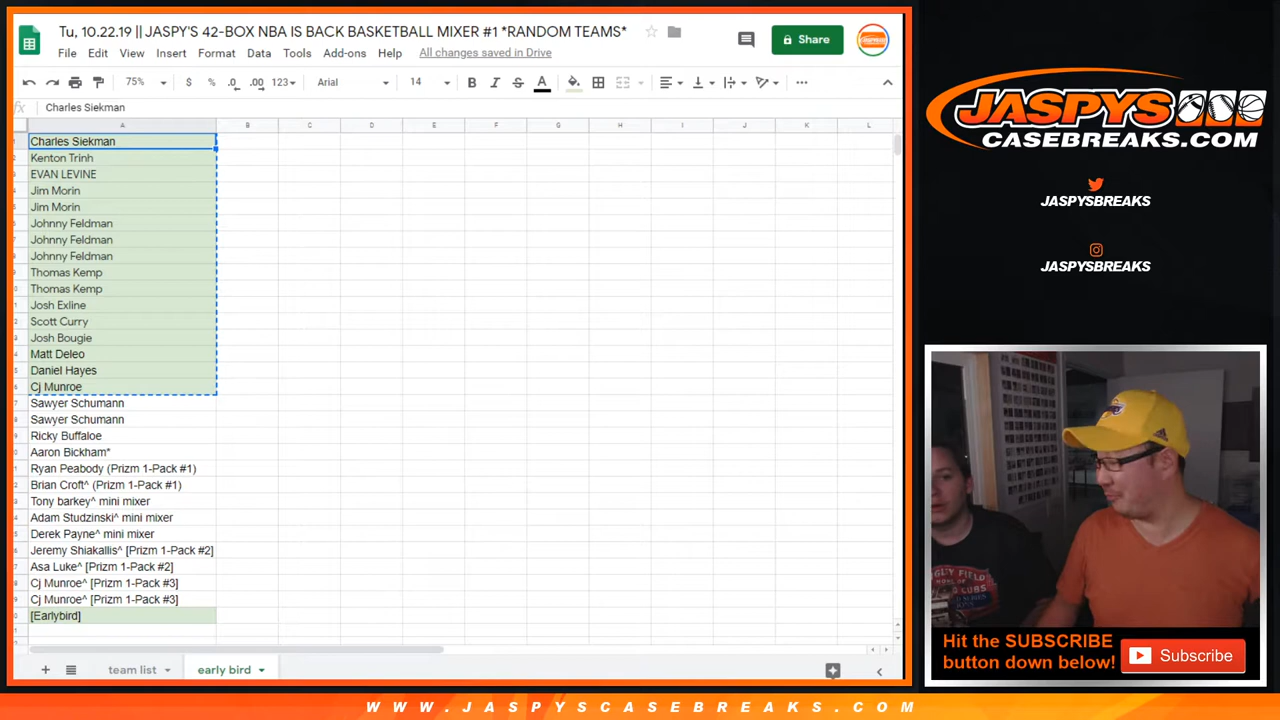 Tu, 10.22.19 || JASPY'S 42-BOX NBA IS BACK BASKETBALL MIXER #1 *RANDOM TEAMS*
File Edit View Insert Format Data Tools Add-ons Help All changes saved in Drive
Share
75% $ % .0 .00 123 Arial 14 B I S A
fx Charles Siekman
A B C D E F G H I J K L
Charles Siekman
Kenton Trinh
EVAN LEVINE
Jim Morin
Jim Morin
Johnny Feldman
Johnny Feldman
Johnny Feldman
Thomas Kemp
Thomas Kemp
Josh Exline
Scott Curry
Josh Bougie
Matt Deleo
Daniel Hayes
Cj Munroe
Sawyer Schumann
Sawyer Schumann
Ricky Buffaloe
Aaron Bickham*
Ryan Peabody (Prizm 1-Pack #1)
Brian Croft^ (Prizm 1-Pack #1)
Tony barkey^ mini mixer
Adam Studzinski^ mini mixer
Derek Payne^ mini mixer
Jeremy Shiakallis^ [Prizm 1-Pack #2]
Asa Luke^ [Prizm 1-Pack #2]
Cj Munroe^ [Prizm 1-Pack #3]
Cj Munroe^ [Prizm 1-Pack #3]
[Earlybird]
team list early bird
JASPYS
CASEBREAKS.COM
JASPYSBREAKS
JASPYSBREAKS
Hit the SUBSCRIBE
button down below!
Subscribe
WWW.JASPYSCASEBREAKS.COM